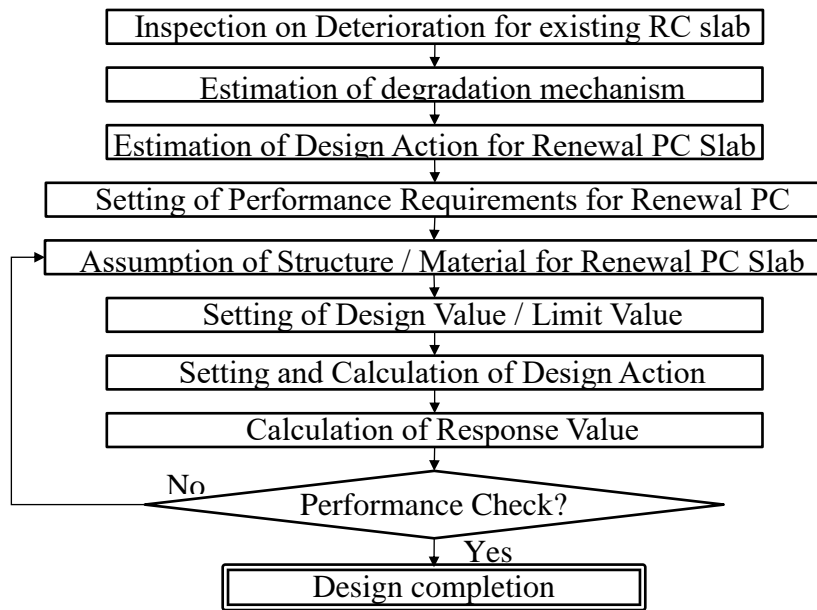 Inspection on Deterioration for existing RC slab
Estimation of degradation mechanism
Estimation of Design Action for Renewal PC Slab
Setting of Performance Requirements for Renewal PC
Assumption of Structure / Material for Renewal PC Slab
Setting of Design Value / Limit Value
Setting and Calculation of Design Action
Calculation of Response Value
No
Performance Check?
Yes
Design completion